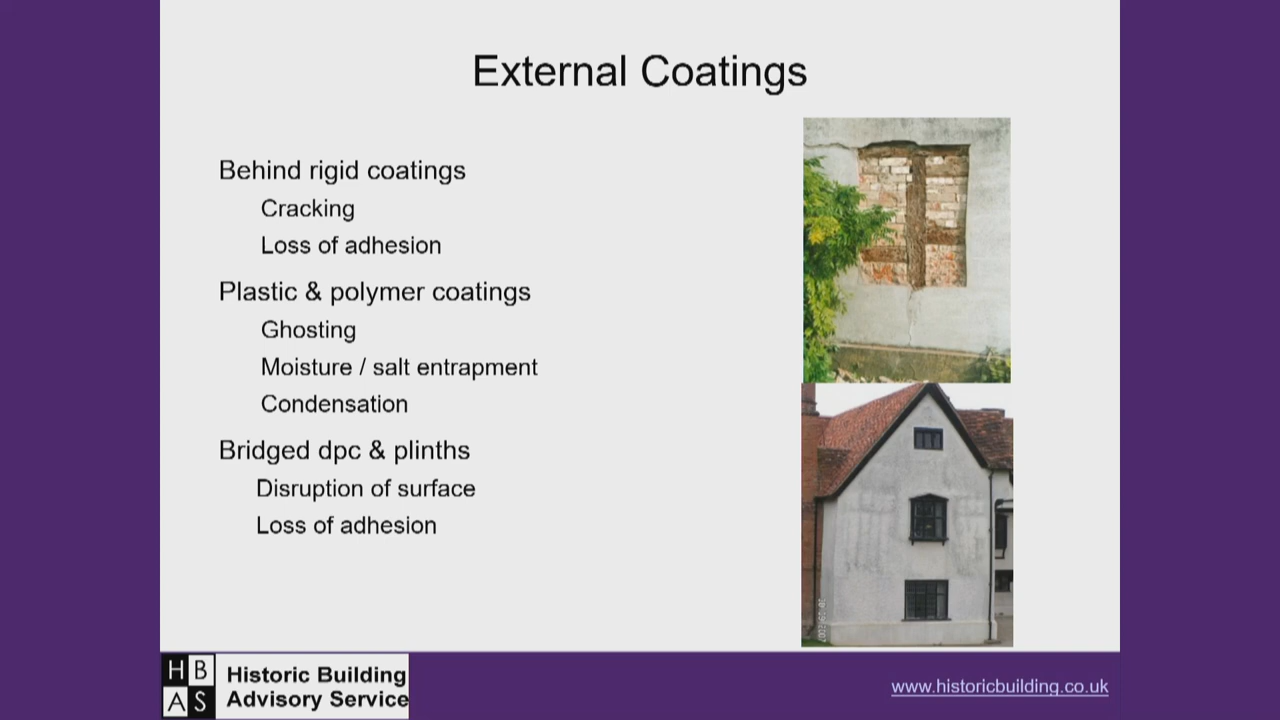 External Coatings
Behind rigid coatings
Cracking
Loss of adhesion
Plastic & polymer coatings
Ghosting
Moisture / salt entrapment
Condensation
Bridged dpc & plinths
Disruption of surface
Loss of adhesion
H B
A S
Historic Building
Advisory Service
www.historicbuilding.co.uk